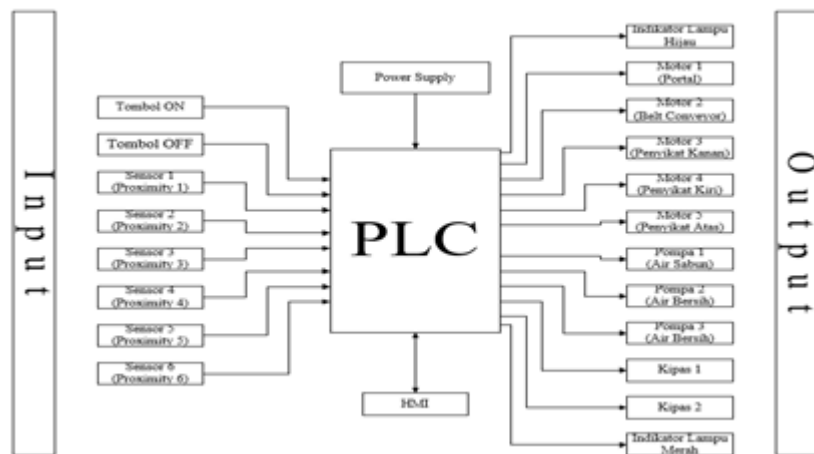 Input
Tombol ON
Tombol OFF
Sensor 1
(Proximity 1)
Sensor 2
(Proximity 2)
Sensor 3
(Proximity 3)
Sensor 4
(Proximity 4)
Sensor 5
(Proximity 5)
Sensor 6
(Proximity 6)
Power Supply
PLC
HMI
Indikator Lampu
Hijau
Motor 1
(Portal)
Motor 2
(Belt Conveyor)
Motor 3
(Penyikat Kanan)
Motor 4
(Penyikat Kiri)
Motor 5
(Penyikat Atas)
Pompa 1
(Air Sabun)
Pompa 2
(Air Bersih)
Pompa 3
(Air Bersih)
Kipas 1
Kipas 2
Indikator Lampu
Merah
Output